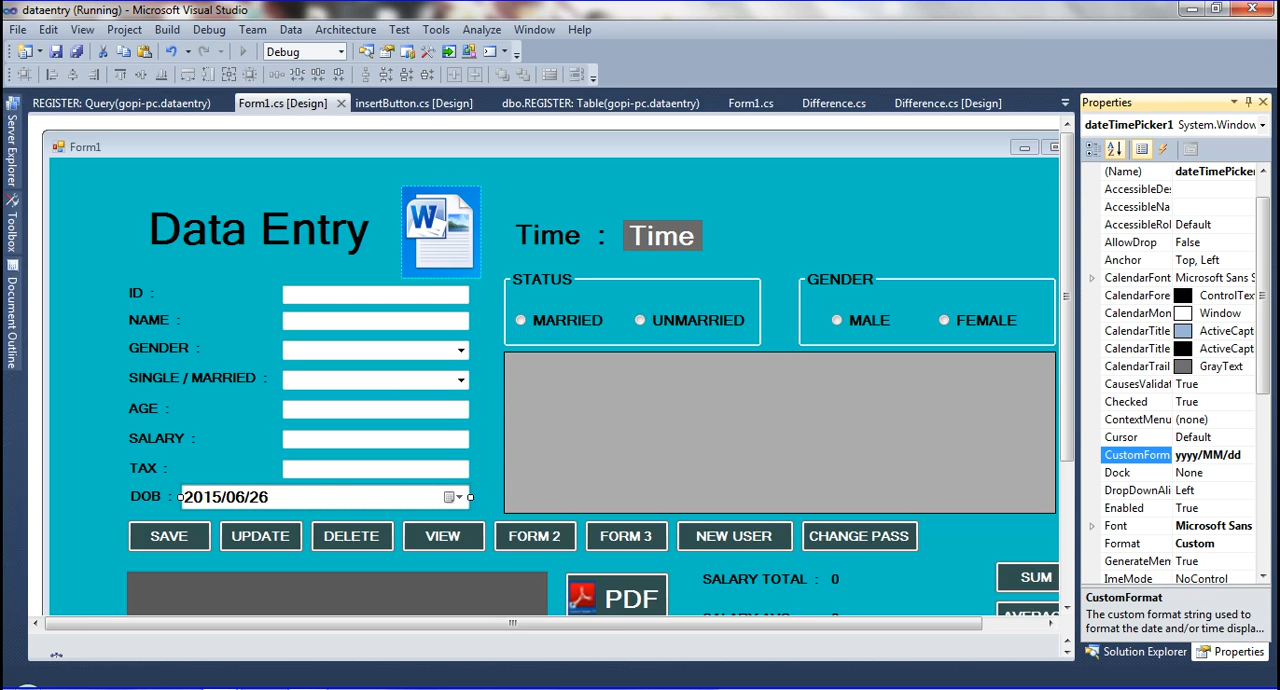 dataentry (Running) - Microsoft Visual Studio
File Edit View Project Build Debug Team Data Architecture Test Tools Analyze Window Help
Debug
REGISTER: Query(gopi-pc.dataentry) Form1.cs [Design] insertButton.cs [Design] dbo.REGISTER: Table(gopi-pc.dataentry) Form1.cs Difference.cs Difference.cs [Design]
Server Explorer
Toolbox
Document Outline
Form1
Data Entry
W
Time : Time
ID :
NAME :
GENDER :
SINGLE / MARRIED :
AGE :
SALARY :
TAX :
DOB : 2015/06/26
STATUS
MARRIED UNMARRIED
GENDER
MALE FEMALE
SAVE UPDATE DELETE VIEW FORM 2 FORM 3 NEW USER CHANGE PASS
PDF
SALARY TOTAL : 0
SUM
Properties
dateTimePicker1 System.Window
(Name) dateTimePicker
AccessibleDes
AccessibleNa
AccessibleRol Default
AllowDrop False
Anchor Top, Left
CalendarFont Microsoft Sans S
CalendarFore ControlText
CalendarMon Window
CalendarTitle ActiveCapt
CalendarTitle ActiveCapt
CalendarTrail GrayText
CausesValidat True
Checked True
ContextMenu (none)
Cursor Default
CustomForm yyyy/MM/dd
Dock None
DropDownAli Left
Enabled True
Font Microsoft Sans
Format Custom
GenerateMem True
ImeMode NoControl
CustomFormat
The custom format string used to
format the date and/or time displa...
Solution Explorer Properties